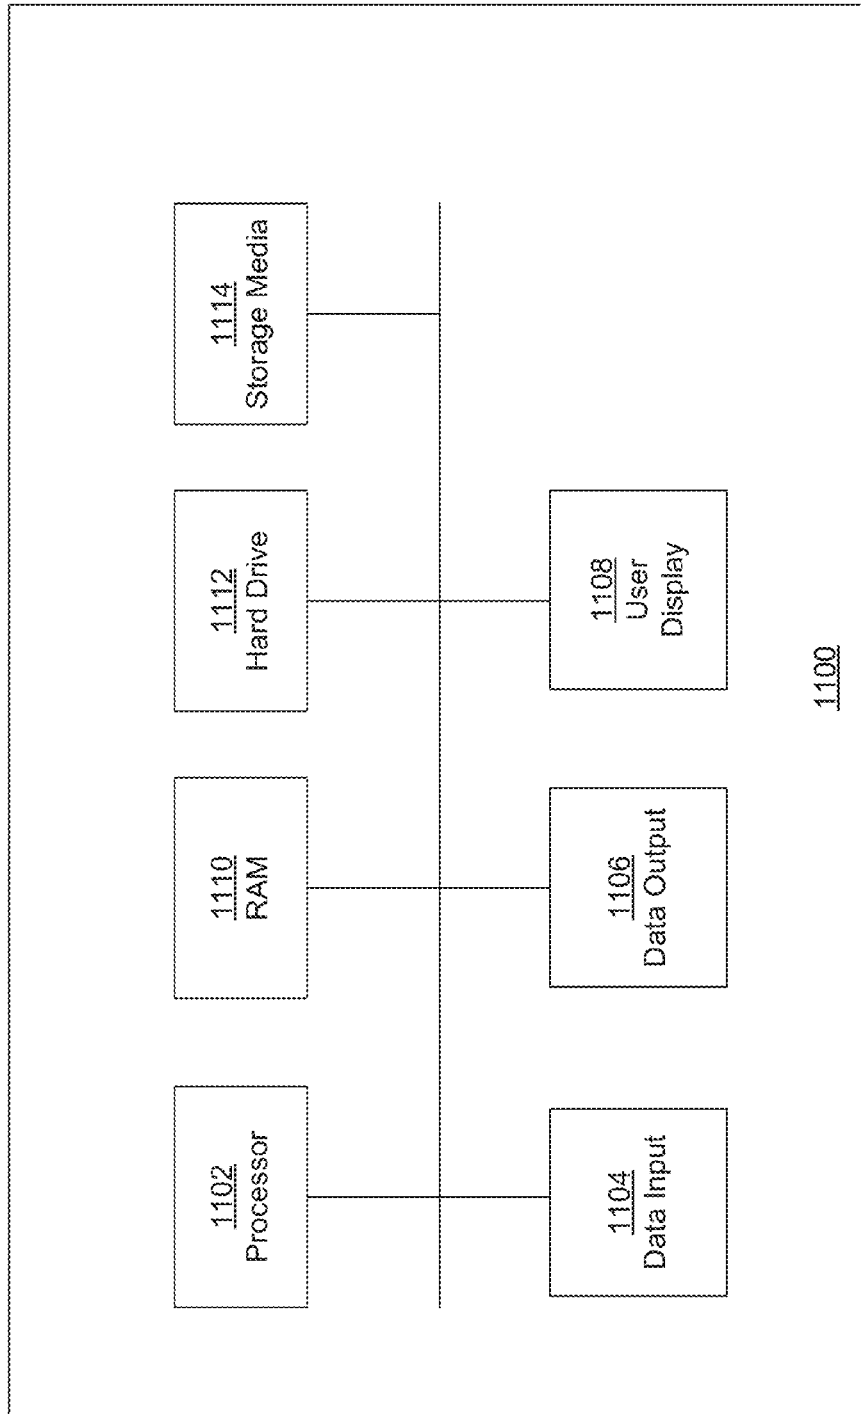 1102
Processor
1110
RAM
1112
Hard Drive
1114
Storage Media
1104
Data Input
1106
Data Output
1108
User
Display
1100